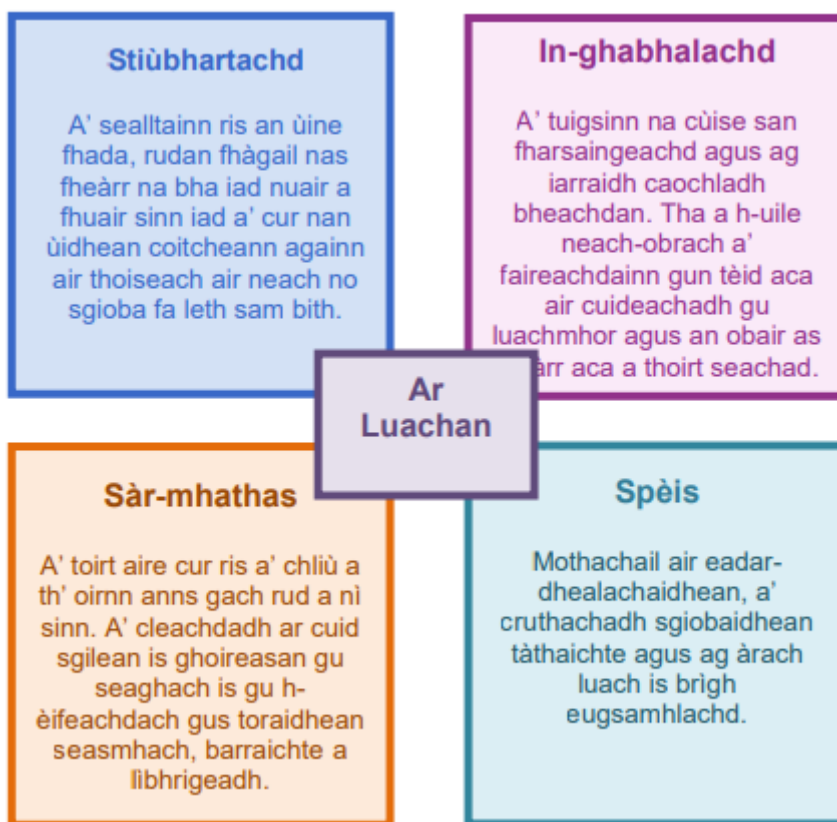 Stiùbhartachd
A' sealltainn ris an ùine
fhada, rudan fhàgail nas
fheàrr na bha iad nuair a
fhuair sinn iad a' cur nan
ùidhean coitcheann againn
air thoiseach air neach no
sgioba fa leth sam bith.
In-ghabhalachd
A' tuigsinn na cùise san
fharsaingeachd agus ag
iarraidh caochladh
bheachdan. Tha a h-uile
neach-obrach a'
faireachdainn gun tèid aca
air cuideachadh gu
luachmhor agus an obair as
aca a thoirt seachad.
Ar
Luachan
Sàr-mhathas
A' toirt aire cur ris a' chliù a
th' oirnn anns gach rud a nì
sinn. A' cleachdadh ar cuid
sgilean is ghoireasan gu
seaghach is gu h-
èifeachdach gus toraidhean
seasmhach, barraichte a
lìbhrigeadh.
Spèis
Mothachail air eadar-
dhealachaidhean, a'
cruthachadh sgiobaidhean
tàthaichte agus ag àrach
luach is brìgh
eugsamhlachd.